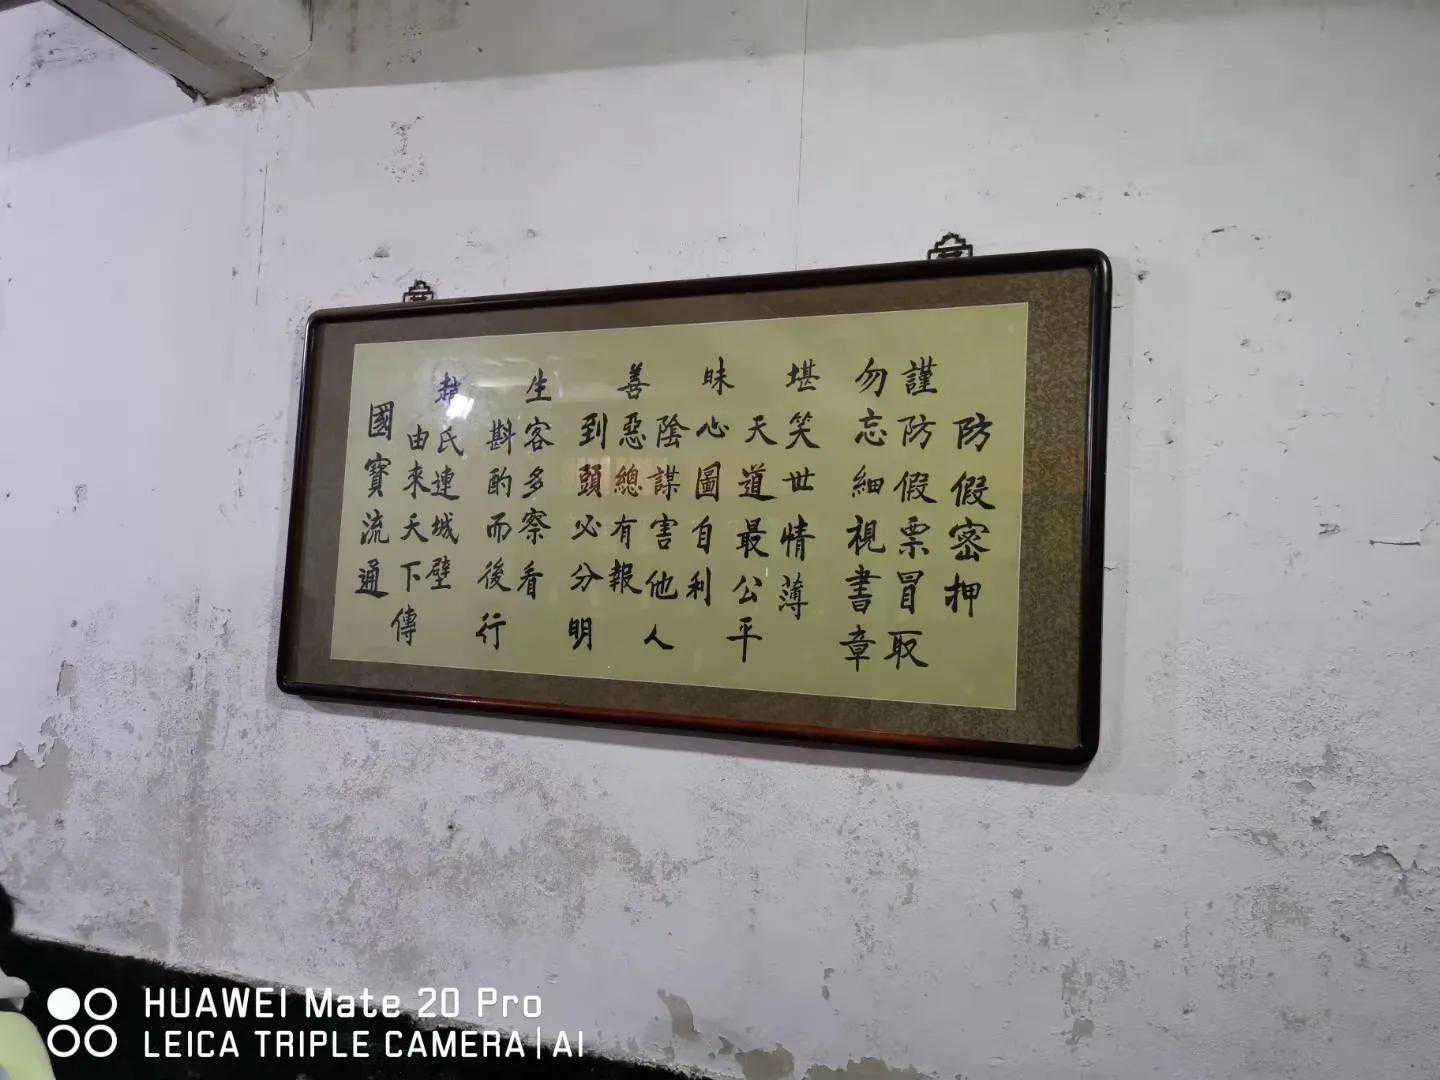 防假密押
謹防假票冒取
勿忘細視書章
堪笑世情薄
天道最公平
昧心圖自利
陰謀害他人
善惡總有報
到頭必分明
生客多察看
斟酌而後行
趙氏連城壁
由來天下傳
國寶流通
HUAWEI Mate 20 Pro
LEICA TRIPLE CAMERA | AI